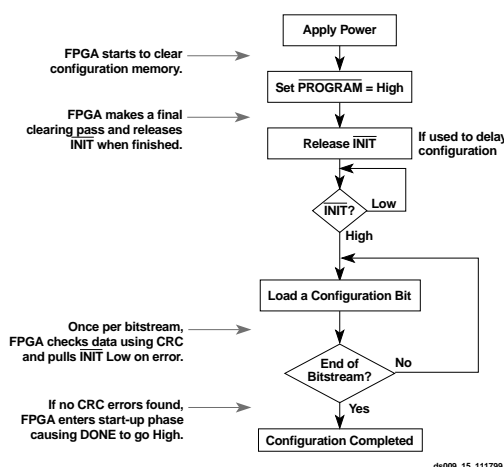 Apply Power
FPGA starts to clear
configuration memory.
Set PROGRAM = High
FPGA makes a final
clearing pass and releases
INIT when finished.
Release INIT
If used to delay
configuration
INIT?
Low
High
Load a Configuration Bit
Once per bitstream,
FPGA checks data using CRC
and pulls INIT Low on error.
End of
Bitstream?
No
Yes
If no CRC errors found,
FPGA enters start-up phase
causing DONE to go High.
Configuration Completed
ds009_15_111799